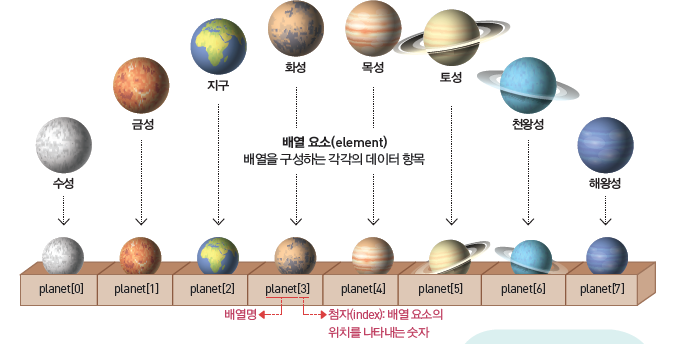 화성
목성
토성
지구
금성
천왕성
배열 요소(element)
배열을 구성하는 각각의 데이터 항목
수성
해왕성
planet[0]
planet[1]
planet[2]
planet[3]
planet[4]
planet[5]
planet[6]
planet[7]
배열명
첨자(index): 배열 요소의
위치를 나타내는 숫자